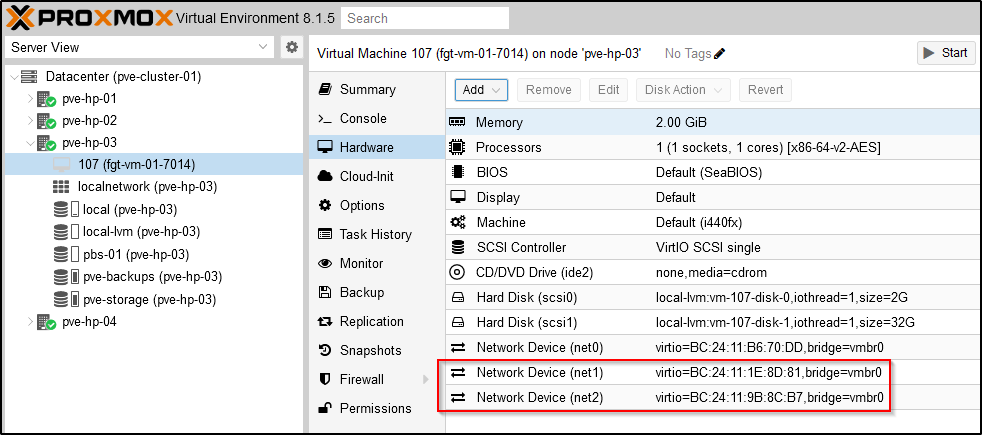 PROXMOX Virtual Environment 8.1.5 Search
Server View
Datacenter (pve-cluster-01)
pve-hp-01
pve-hp-02
pve-hp-03
107 (fgt-vm-01-7014)
localnetwork (pve-hp-03)
local (pve-hp-03)
local-lvm (pve-hp-03)
pbs-01 (pve-hp-03)
pve-backups (pve-hp-03)
pve-storage (pve-hp-03)
pve-hp-04
Virtual Machine 107 (fgt-vm-01-7014) on node 'pve-hp-03' No Tags Start
Summary
Console
Hardware
Cloud-Init
Options
Task History
Monitor
Backup
Replication
Snapshots
Firewall
Permissions
Add Remove Edit Disk Action Revert
Memory 2.00 GiB
Processors 1 (1 sockets, 1 cores) [x86-64-v2-AES]
BIOS Default (SeaBIOS)
Display Default
Machine Default (i440fx)
SCSI Controller VirtIO SCSI single
CD/DVD Drive (ide2) none,media=cdrom
Hard Disk (scsi0) local-lvm:vm-107-disk-0,iothread=1,size=2G
Hard Disk (scsi1) local-lvm:vm-107-disk-1,iothread=1,size=32G
Network Device (net0) virtio=BC:24:11:B6:70:DD,bridge=vmbr0
Network Device (net1) virtio=BC:24:11:1E:8D:81,bridge=vmbr0
Network Device (net2) virtio=BC:24:11:9B:8C:B7,bridge=vmbr0